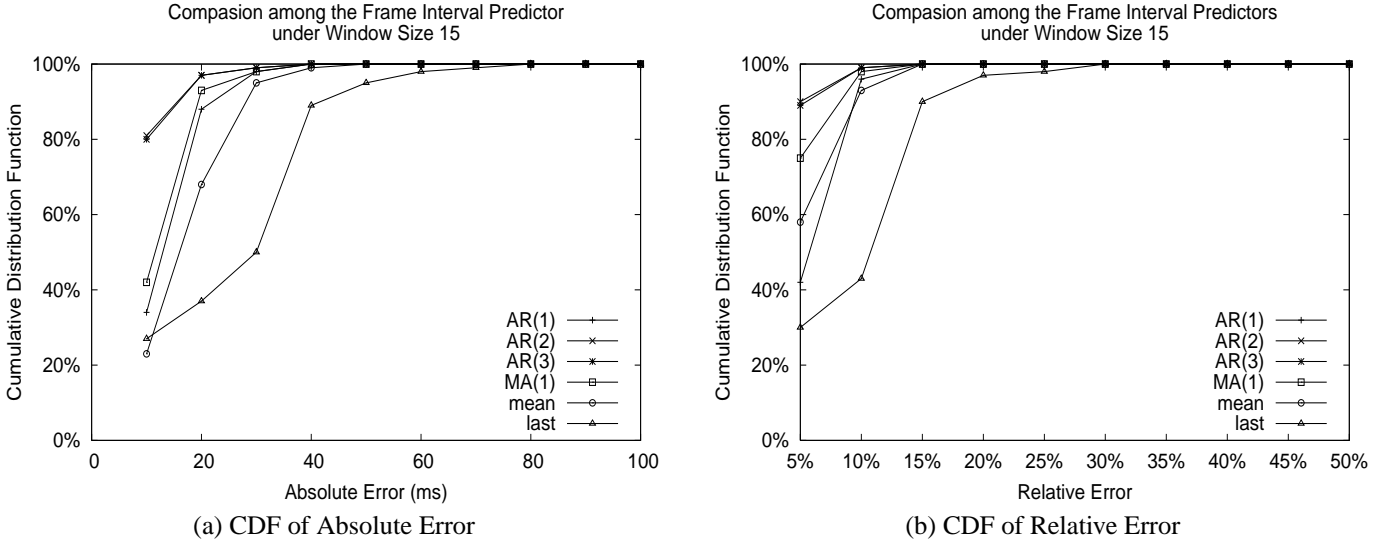 Compasion among the Frame Interval Predictor
under Window Size 15
100%
80%
60%
40%
20%
0%
Cumulative Distribution Function
AR(1)
AR(2)
AR(3)
MA(1)
mean
last
0 20 40 60 80 100
Absolute Error (ms)
(a) CDF of Absolute Error
Compasion among the Frame Interval Predictors
under Window Size 15
100%
80%
60%
40%
20%
0%
Cumulative Distribution Function
AR(1)
AR(2)
AR(3)
MA(1)
mean
last
5% 10% 15% 20% 25% 30% 35% 40% 45% 50%
Relative Error
(b) CDF of Relative Error